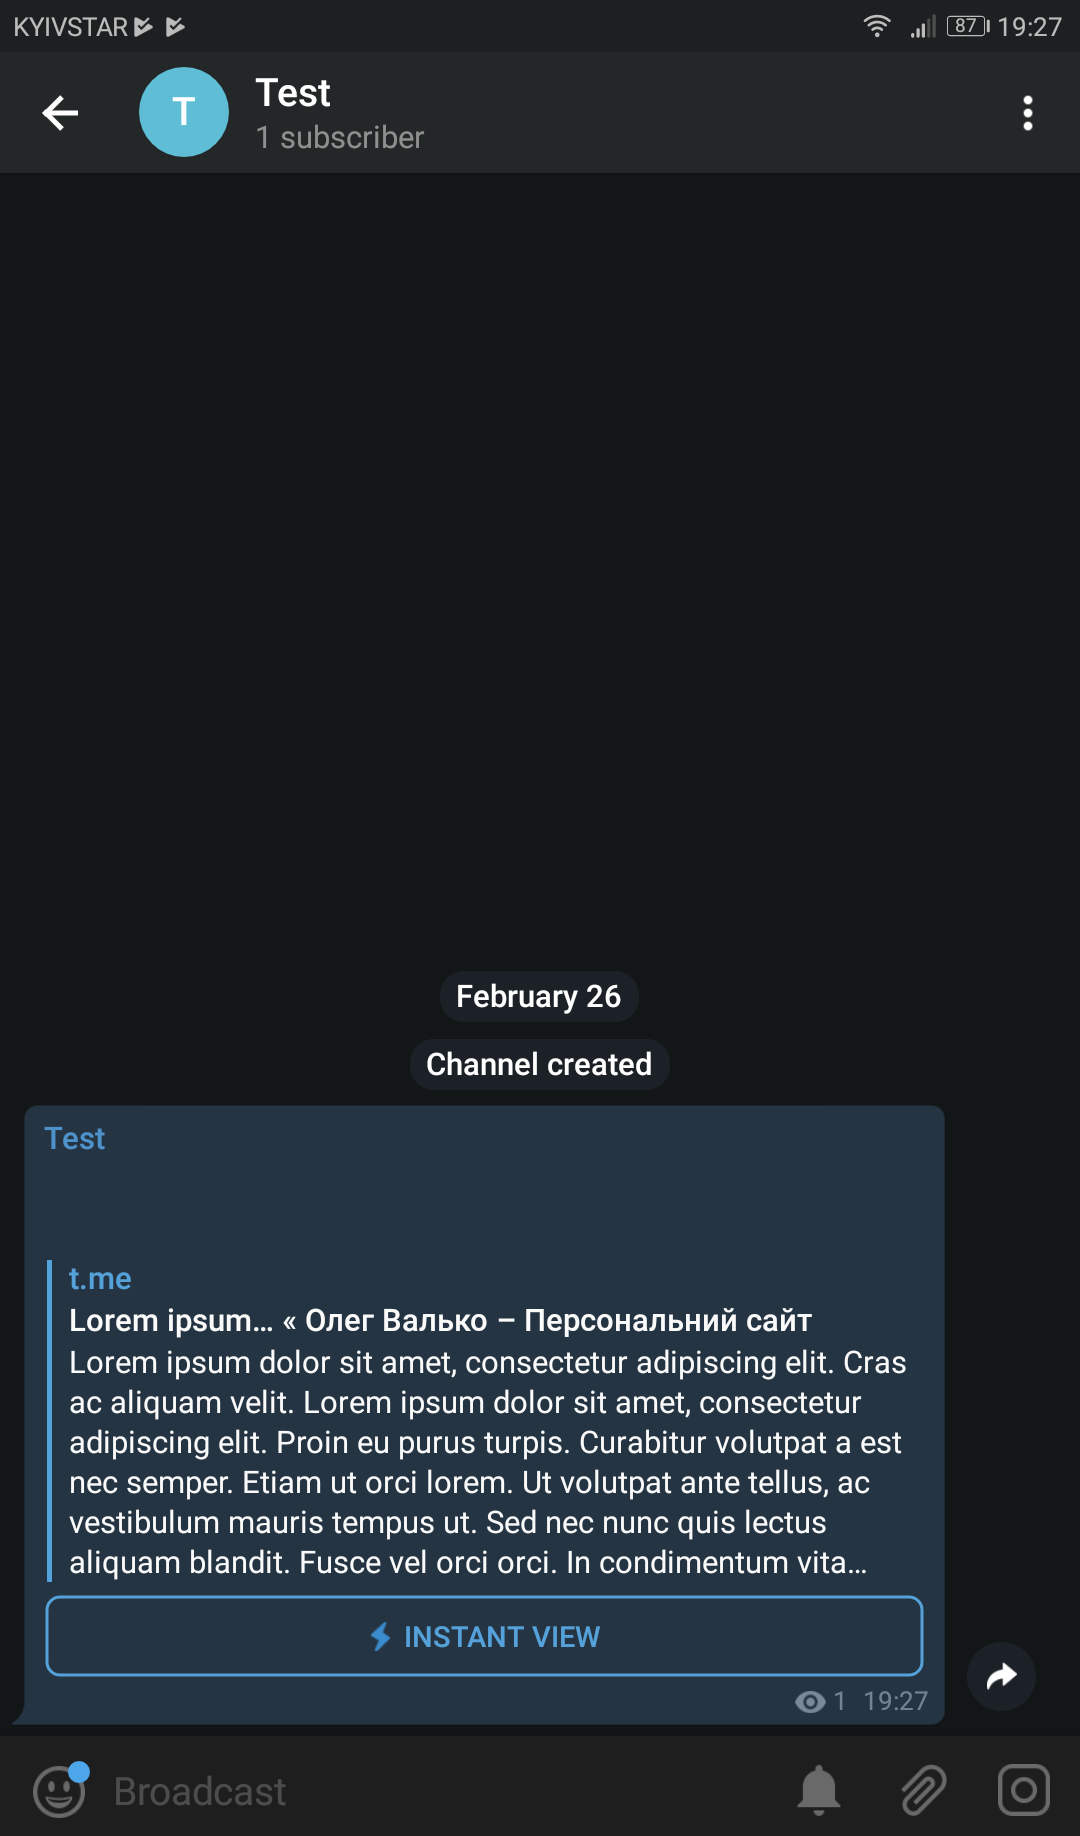 KYIVSTAR 87 19:27
T
Test
1 subscriber
February 26
Channel created
Test
t.me
Lorem ipsum... « Олег Валько – Персональний сайт
Lorem ipsum dolor sit amet, consectetur adipiscing elit. Cras
ac aliquam velit. Lorem ipsum dolor sit amet, consectetur
adipiscing elit. Proin eu purus turpis. Curabitur volutpat a est
nec semper. Etiam ut orci lorem. Ut volutpat ante tellus, ac
vestibulum mauris tempus ut. Sed nec nunc quis lectus
aliquam blandit. Fusce vel orci orci. In condimentum vita...
INSTANT VIEW
1 19:27
Broadcast